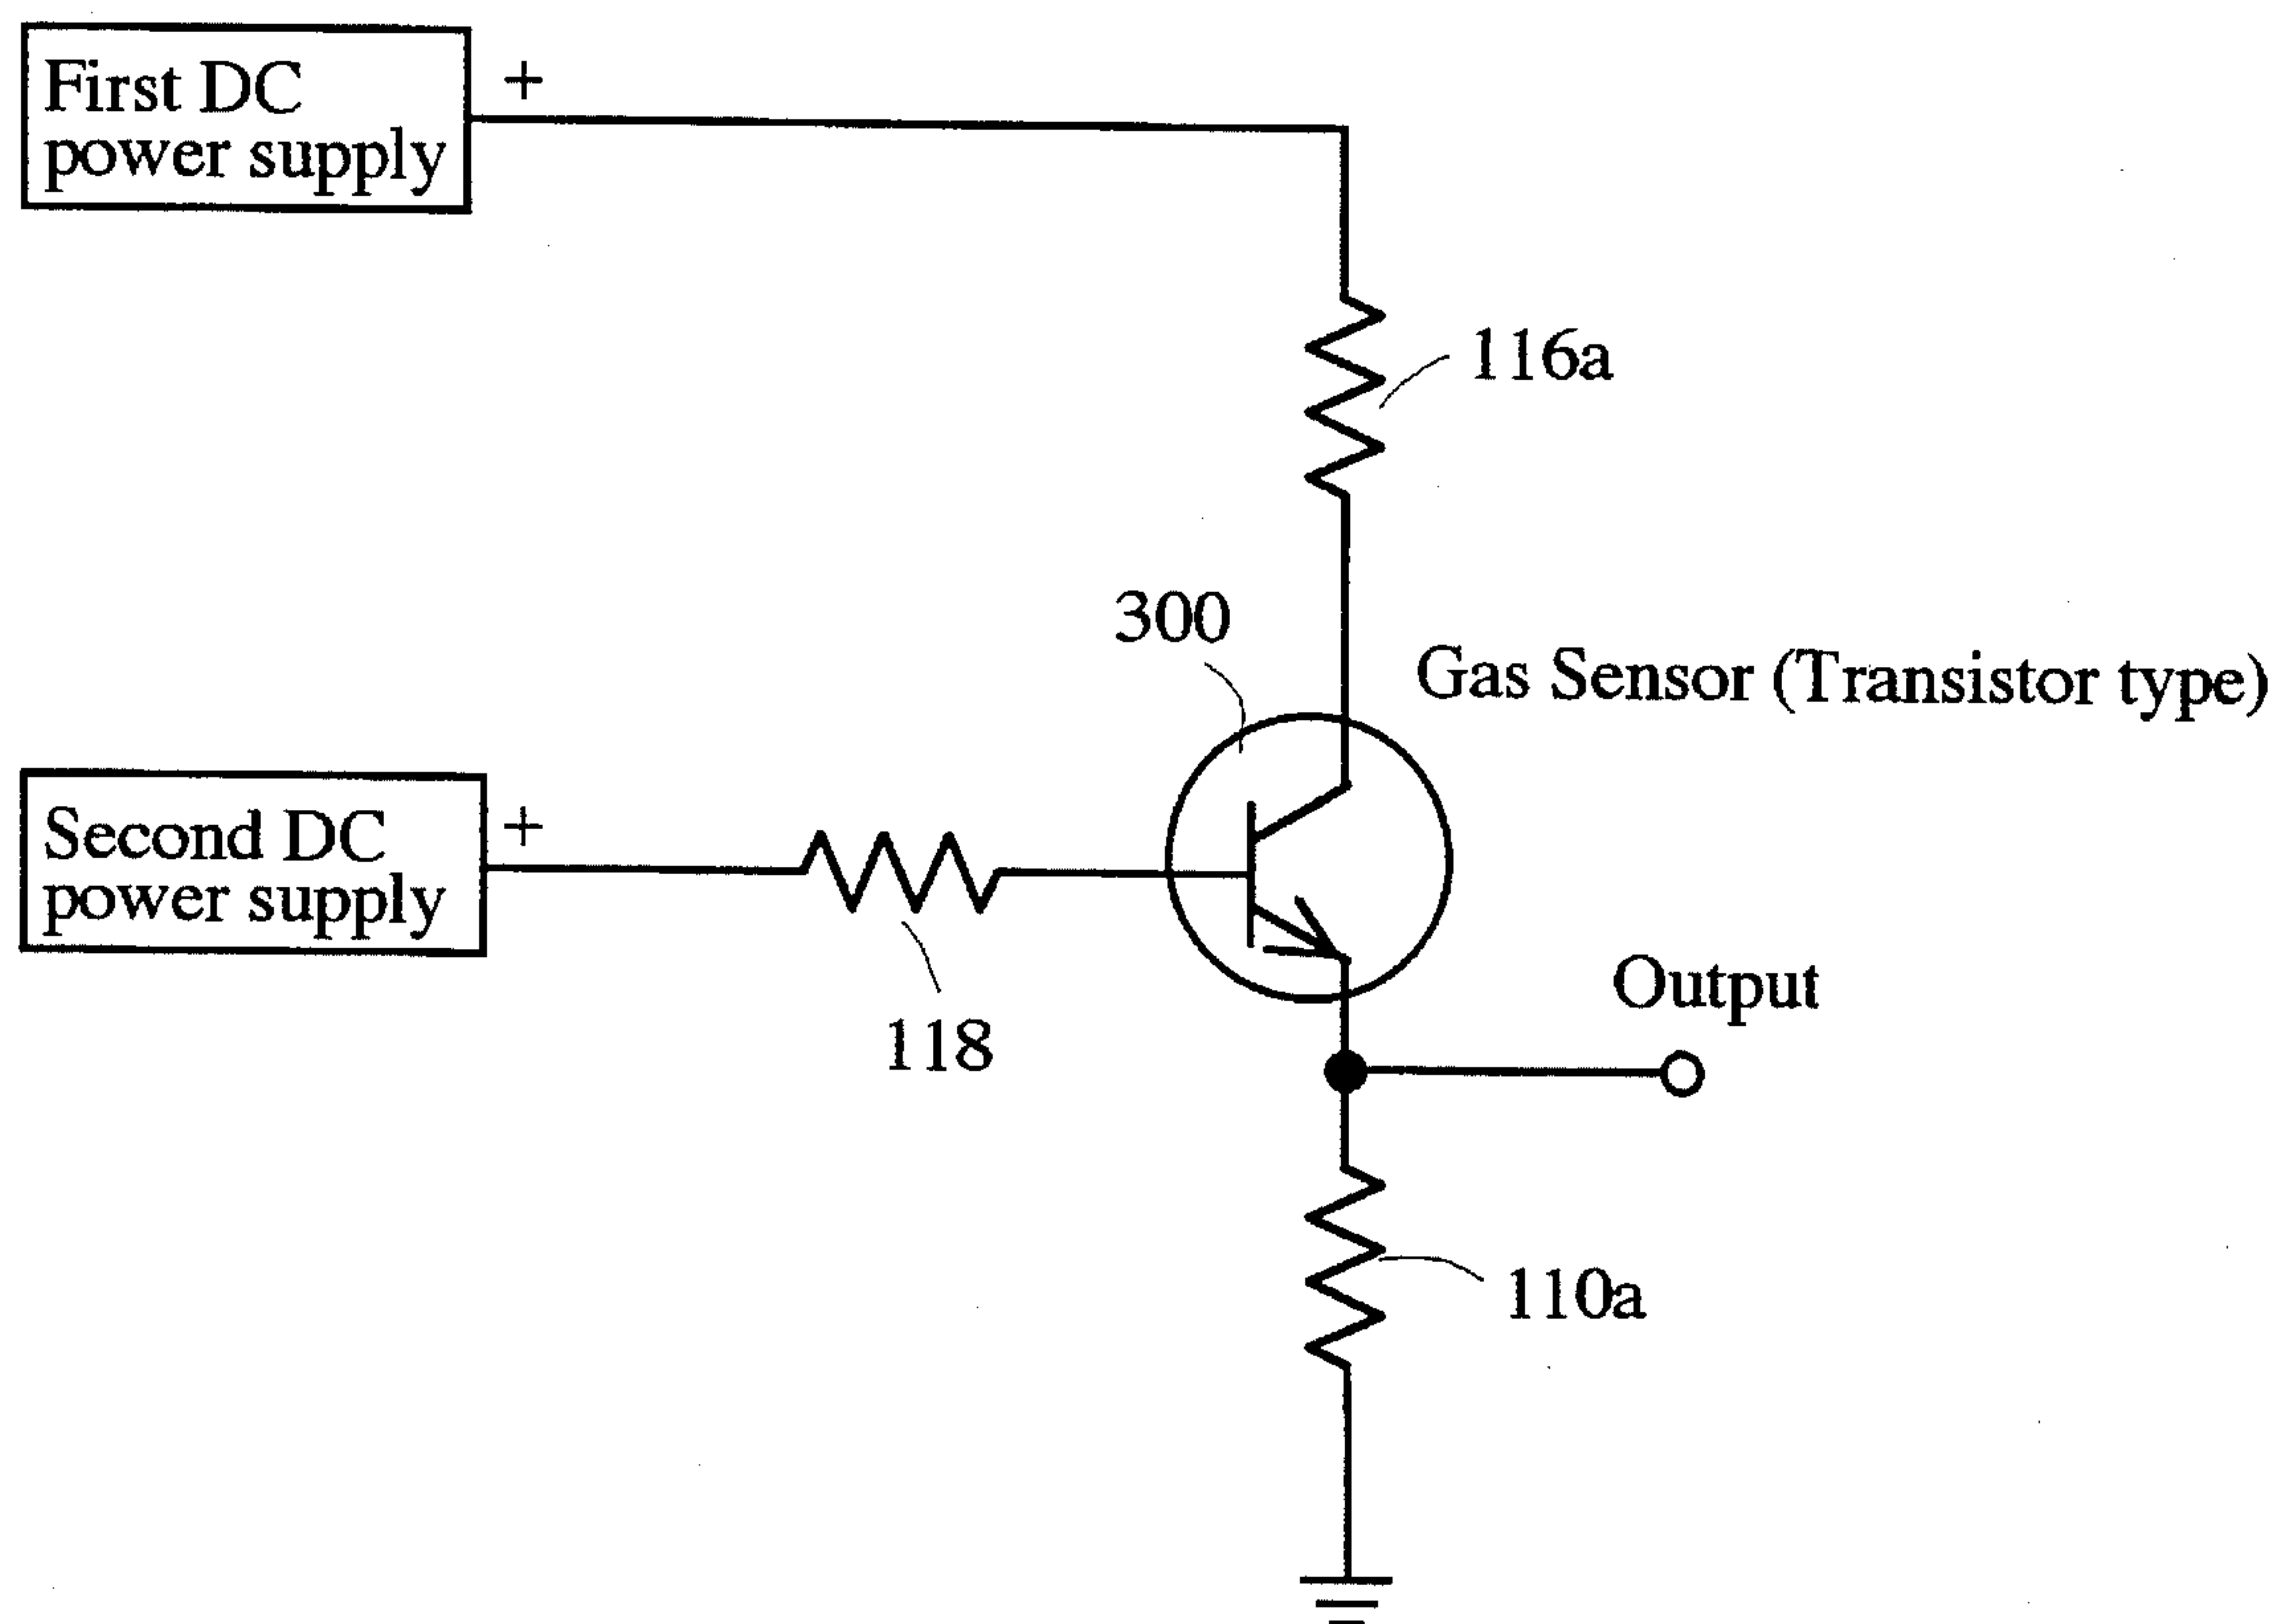 First DC
power supply
+
116a
300
Gas Sensor (Transistor type)
Second DC
power supply
+
118
Output
110a